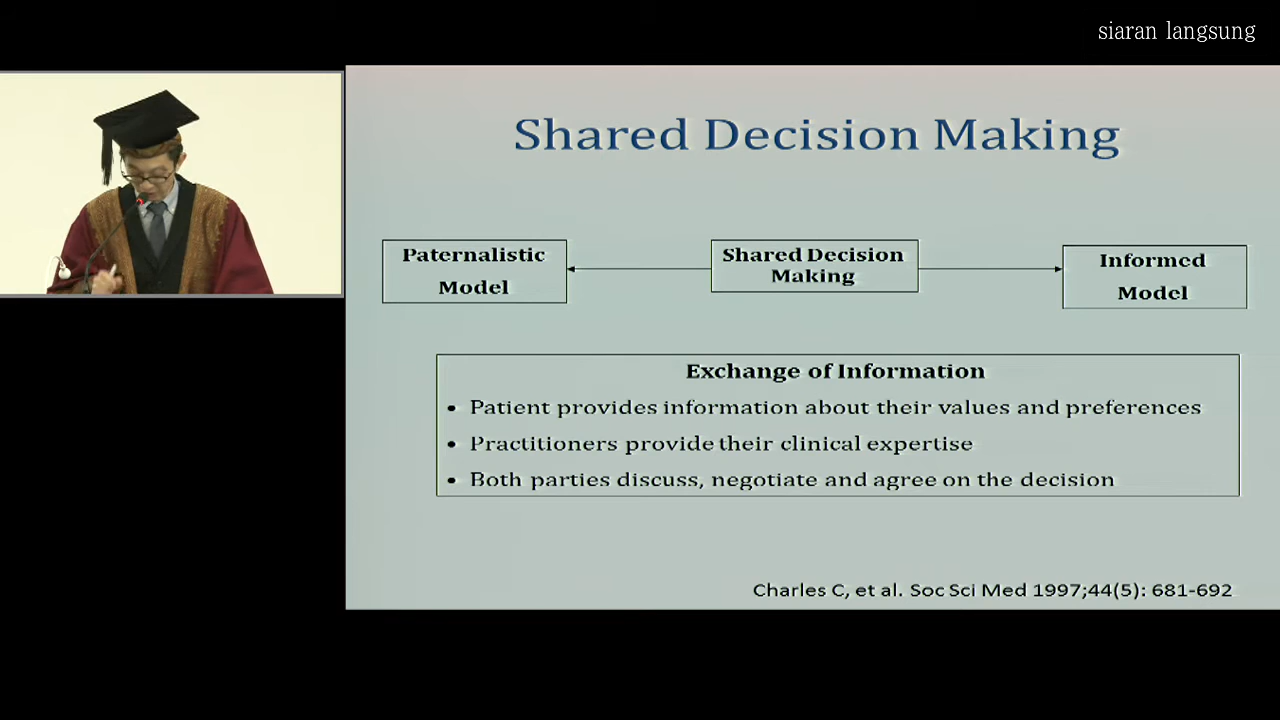 siaran langsung
Shared Decision Making
Paternalistic
Model
Shared Decision
Making
Informed
Model
Exchange of Information
• Patient provides information about their values and preferences
• Practitioners provide their clinical expertise
• Both parties discuss, negotiate and agree on the decision
Charles C, et al. Soc Sci Med 1997;44(5): 681-692